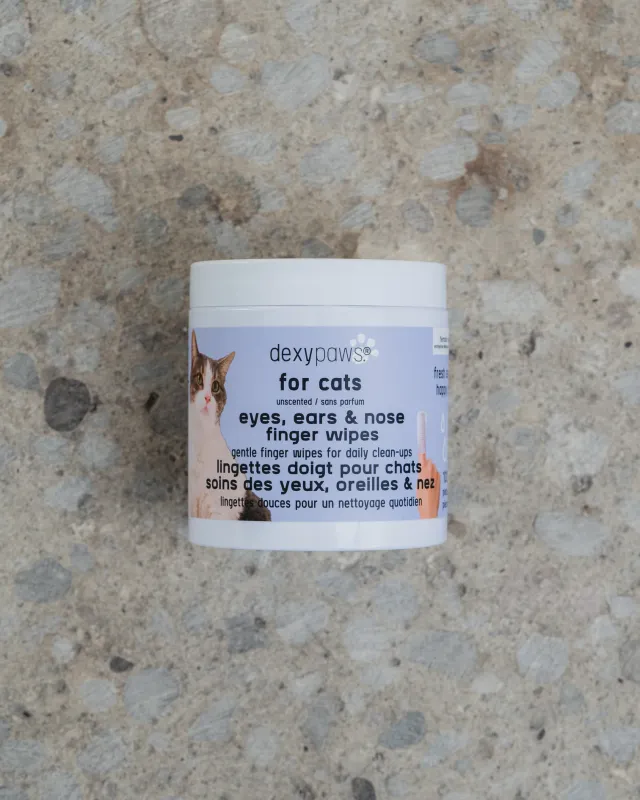 dexypaws®
for cats
unscented / sans parfum
eyes, ears & nose
finger wipes
gentle finger wipes for daily clean-ups
lingettes doigt pour chats
soins des yeux, oreilles & nez
lingettes douces pour un nettoyage quotidien
fresh